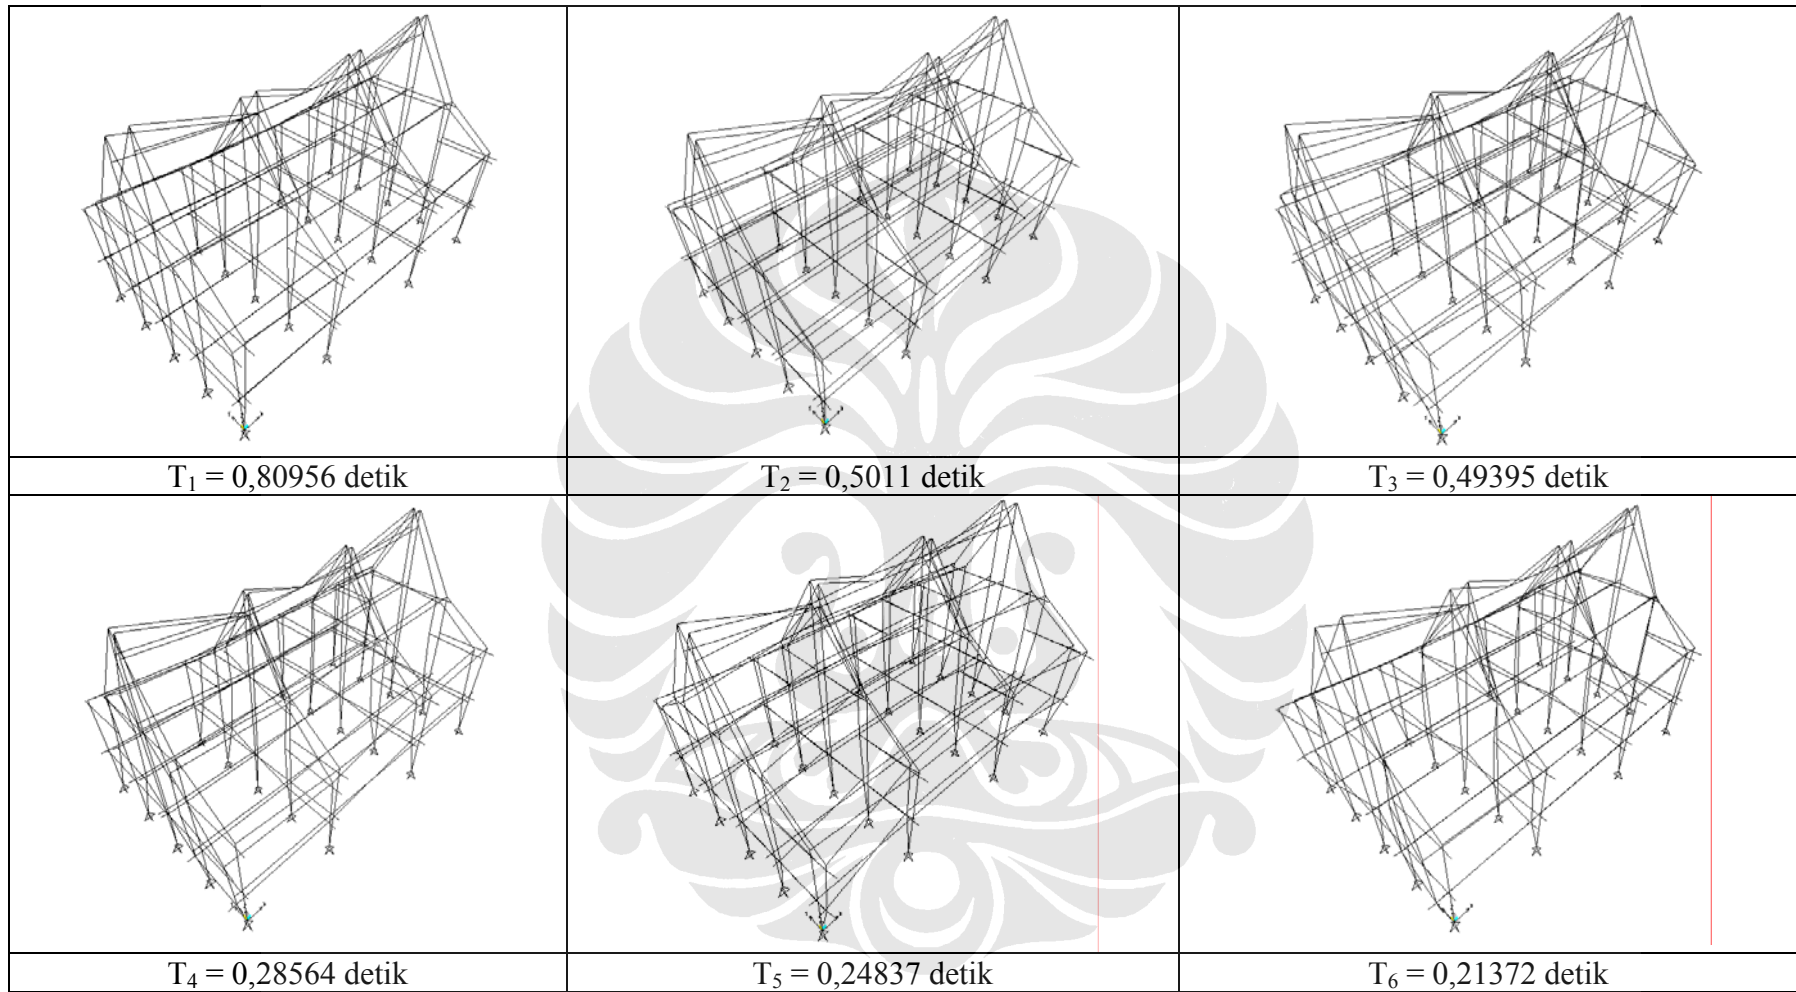 T₁ = 0,80956 detik
T₂ = 0,5011 detik
T₃ = 0,49395 detik
T₄ = 0,28564 detik
T₅ = 0,24837 detik
T₆ = 0,21372 detik